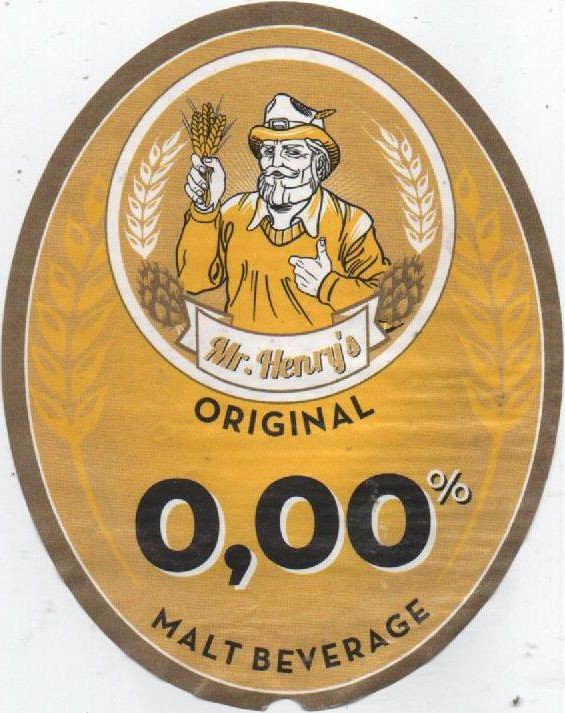 Mr. Henry's
ORIGINAL
0,00%
MALT BEVERAGE